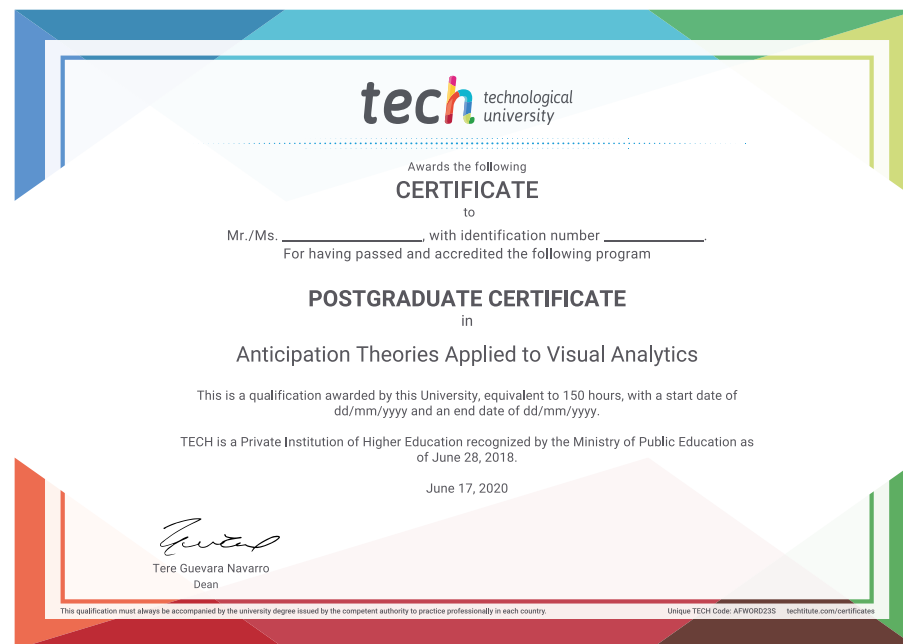 tech technological
university
Awards the following
CERTIFICATE
to
Mr./Ms. ____________________, with identification number ______________.
For having passed and accredited the following program
POSTGRADUATE CERTIFICATE
in
Anticipation Theories Applied to Visual Analytics
This is a qualification awarded by this University, equivalent to 150 hours, with a start date of
dd/mm/yyyy and an end date of dd/mm/yyyy.
TECH is a Private Institution of Higher Education recognized by the Ministry of Public Education as
of June 28, 2018.
June 17, 2020
Tere Guevara Navarro
Dean
This qualification must always be accompanied by the university degree issued by the competent authority to practice professionally in each country.
Unique TECH Code: AFWORD23S techtitute.com/certificates